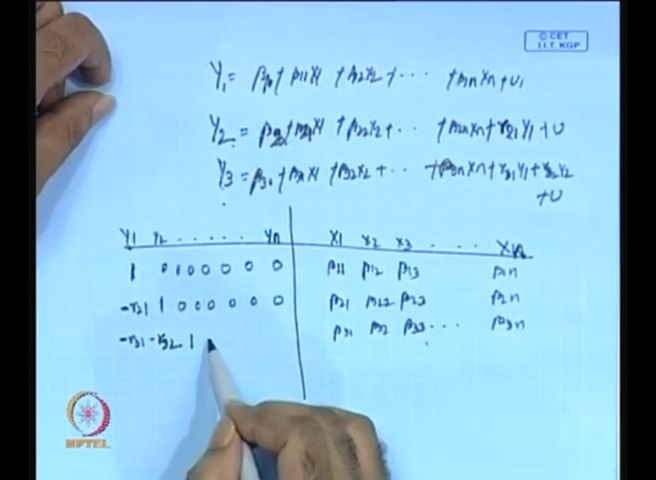 © CET
I.I.T. KGP
Y1 = β10 + β11X1 + β12X2 + ... + β1nXn + U1
Y2 = β20 + β21X1 + β22X2 + ... + β2nXn + γ21Y1 + U
Y3 = β30 + β31X1 + β32X2 + ... + β3nXn + γ31Y1 + γ32Y2
+ U
Y1 Y2 ...... Yn X1 X2 X3 .... Xn
1 0 0 0 0 0 0 β11 β12 β13 β1n
-γ21 1 0 0 0 0 0 0 β21 β22 β23 β2n
-γ31 -γ32 1 β31 β32 β33 ... β3n
NPTEL